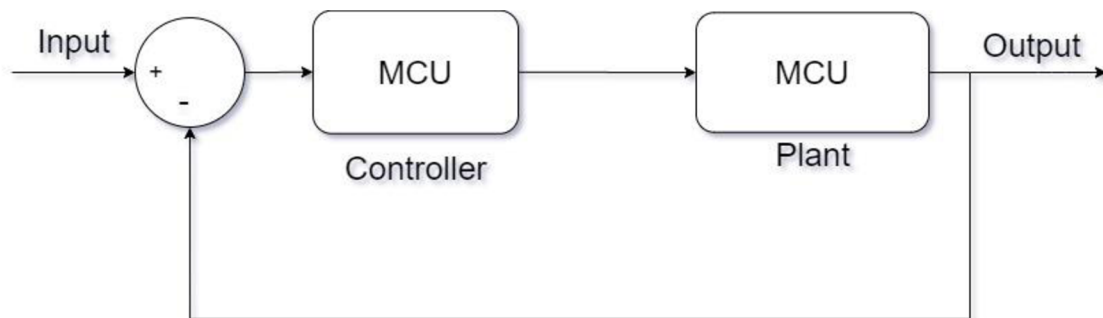 Input
+
-
MCU
Controller
MCU
Plant
Output